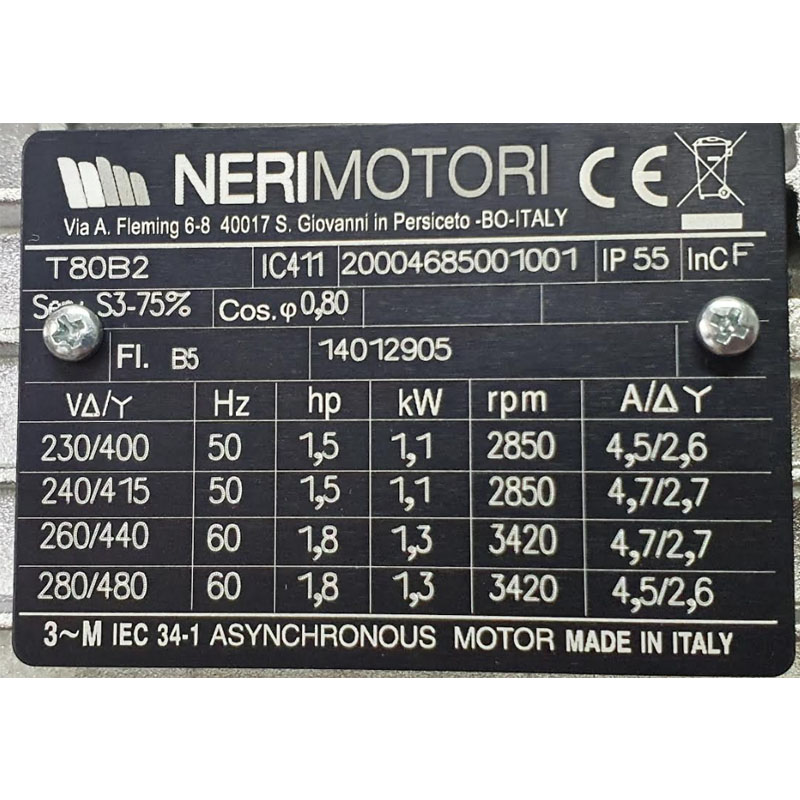 NERIMOTORI CE
Via A. Fleming 6-8 40017 S. Giovanni in Persiceto -BO-ITALY
T80B2 IC411 20004685001001 IP 55 InCF
S3-75% Cos.φ 0,80
Fl. B5 14012905
VΔ/Y Hz hp kW rpm A/Δ Y
230/400 50 1,5 1,1 2850 4,5/2,6
240/415 50 1,5 1,1 2850 4,7/2,7
260/440 60 1,8 1,3 3420 4,7/2,7
280/480 60 1,8 1,3 3420 4,5/2,6
3~M IEC 34-1 ASYNCHRONOUS MOTOR MADE IN ITALY